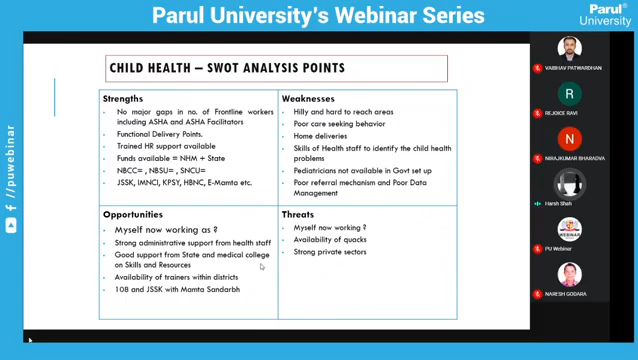 Parul University's Webinar Series
Parul
University
CHILD HEALTH – SWOT ANALYSIS POINTS
Strengths
No major gaps in no. of Frontline workers
including ASHA and ASHA Facilitators
Functional Delivery Points.
Trained HR support available
Funds available = NHM + State
NBCC= , NBSU= , SNCU=
JSSK, IMNCI, KPSY, HBNC, E-Mamta etc.
Weaknesses
Hilly and hard to reach areas
Poor care seeking behavior
Home deliveries
Skills of Health staff to identify the child health
problems
Pediatricians not available in Govt set up
Poor referral mechanism and Poor Data
Management
Opportunities
Myself now working as ?
Strong administrative support from health staff
Good support from State and medical college
on Skills and Resources
Availability of trainers within districts
108 and JSSK with Mamta Sandarbh
Threats
Myself now working ?
Availability of quacks
Strong private sectors
VAIBHAV PATWARDHAN
R
REJOICE RAVI
N
NIRAJKUMAR BHARADVA
Harsh Shah
WEBINAR
PU Webinar
NARESH GODARA
/puwebinar